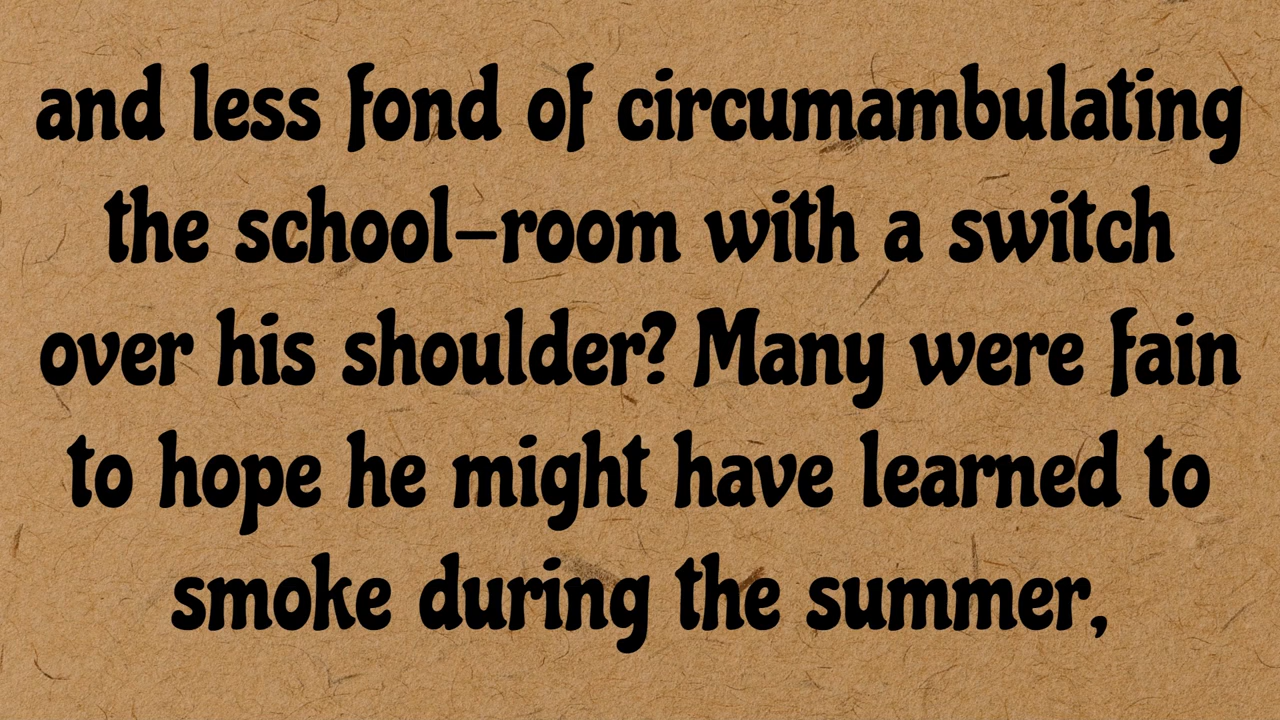 and less fond of circumambulating
the school-room with a switch
over his shoulder? Many were fain
to hope he might have learned to
smoke during the summer,